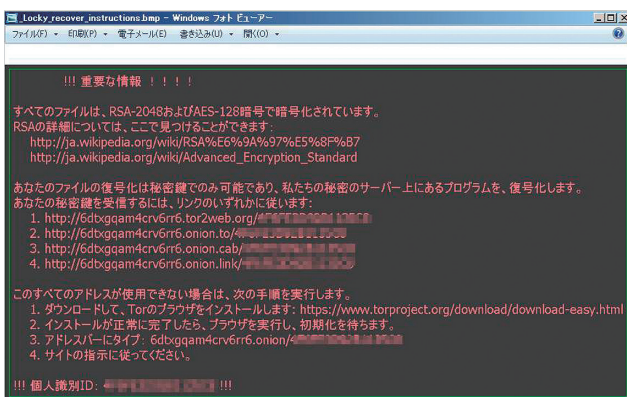 _Locky_recover_instructions.bmp - Windows フォト ビューアー
ファイル(F) 印刷(P) 電子メール(E) 書き込み(U) 開く(O)
!!! 重要な情報 ！！！！
すべてのファイルは、RSA-2048およびAES-128暗号で暗号化されています。
RSAの詳細については、ここで見つけることができます:
http://ja.wikipedia.org/wiki/RSA%E6%9A%97%E5%8F%B7
http://ja.wikipedia.org/wiki/Advanced_Encryption_Standard
あなたのファイルの復号化は秘密鍵でのみ可能であり、私たちの秘密のサーバー上にあるプログラムを、復号化します。
あなたの秘密鍵を受信するには、リンクのいずれかに従います:
1. http://6dtxgqam4crv6rr6.tor2web.org/
2. http://6dtxgqam4crv6rr6.onion.to/
3. http://6dtxgqam4crv6rr6.onion.cab/
4. http://6dtxgqam4crv6rr6.onion.link/
このすべてのアドレスが使用できない場合は、次の手順を実行します。
1. ダウンロードして、Torのブラウザをインストールします: https://www.torproject.org/download/download-easy.html
2. インストールが正常に完了したら、ブラウザを実行し、初期化を待ちます。
3. アドレスバーにタイプ: 6dtxgqam4crv6rr6.onion/
4. サイトの指示に従ってください。
!!! 個人識別ID: !!!